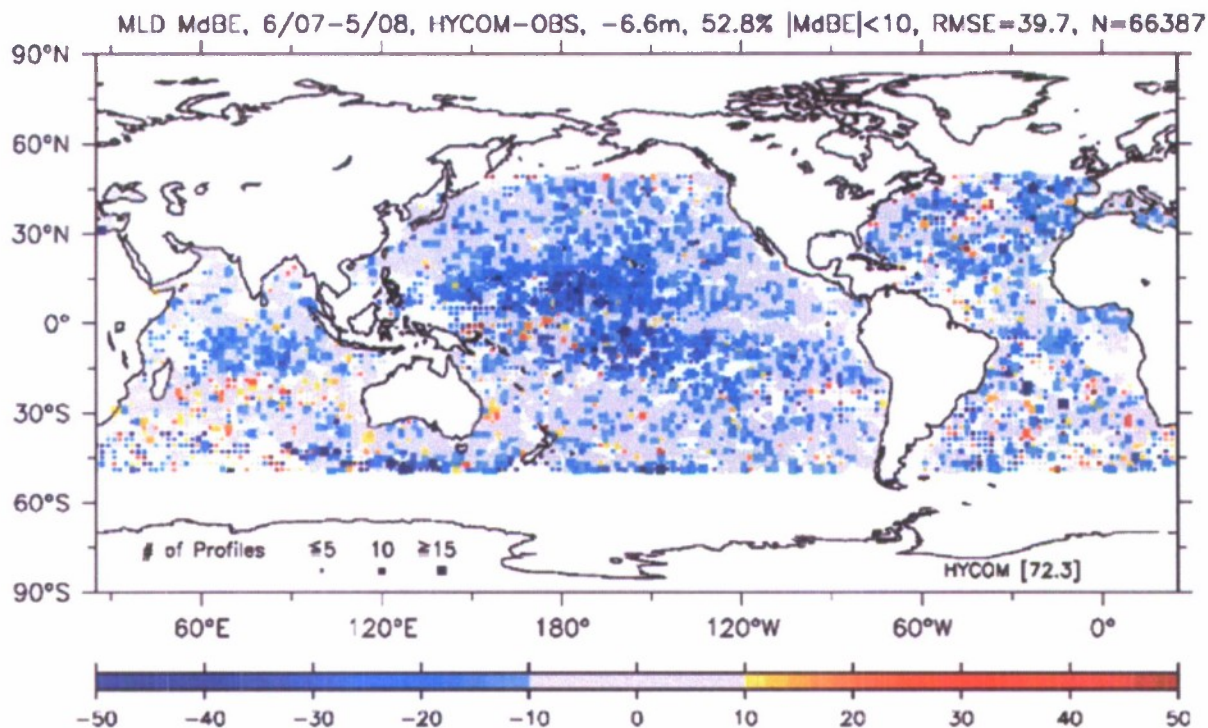 MLD MdBE, 6/07-5/08, HYCOM-OBS, -6.6m, 52.8% |MdBE|<10, RMSE=39.7, N=66387
90°N
60°N
30°N
0°
30°S
60°S
90°S
# of Profiles ≤5 10 ≥15
HYCOM [72.3]
60°E 120°E 180° 120°W 60°W 0°
-50 -40 -30 -20 -10 0 10 20 30 40 50